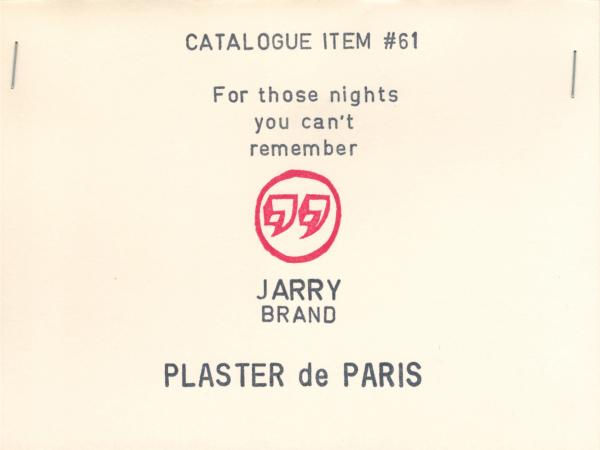 CATALOGUE ITEM #61
For those nights
you can't
remember
JARRY
BRAND
PLASTER de PARIS